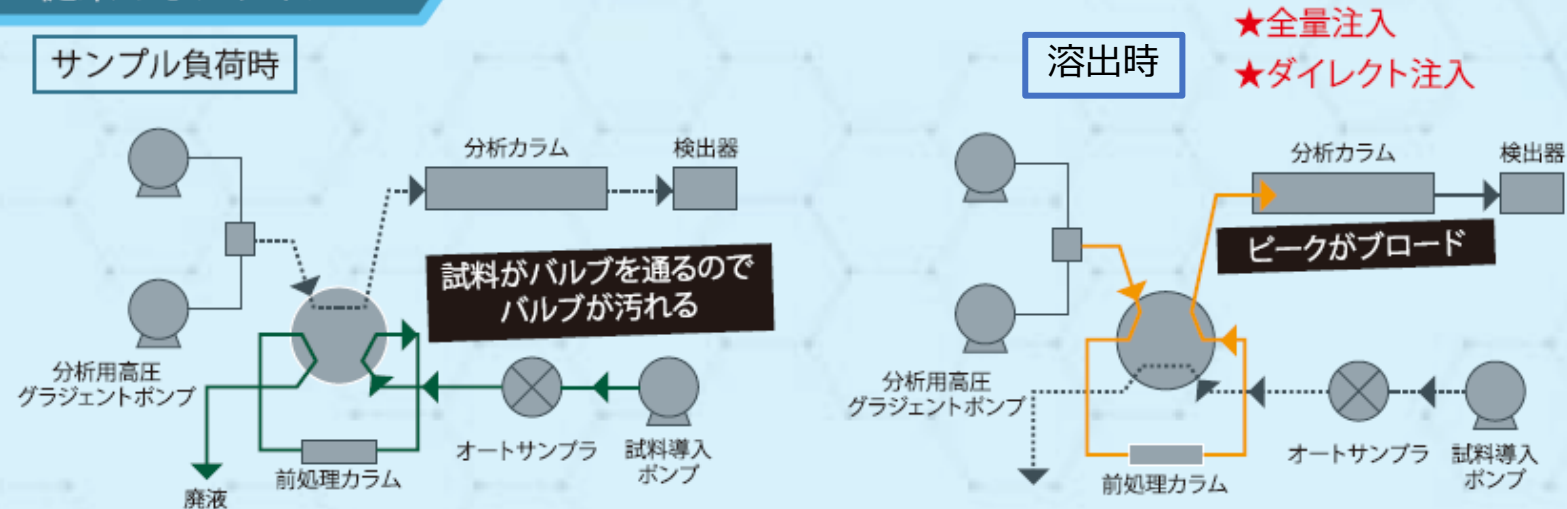 サンプル負荷時
分析カラム
検出器
試料がバルブを通るので
バルブが汚れる
分析用高圧
グラジェントポンプ
オートサンプラ
試料導入
ポンプ
前処理カラム
廃液
溶出時
★全量注入
★ダイレクト注入
分析カラム
検出器
ピークがブロード
分析用高圧
グラジェントポンプ
オートサンプラ
試料導入
ポンプ
前処理カラム